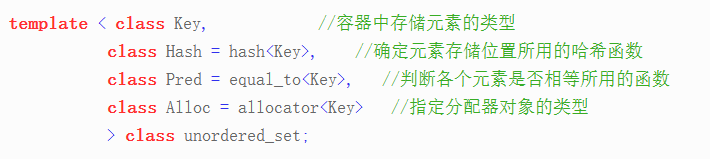 template < class Key,            //容器中存储元素的类型
           class Hash = hash<Key>,    //确定元素存储位置所用的哈希函数
           class Pred = equal_to<Key>,   //判断各个元素是否相等所用的函数
           class Alloc = allocator<Key>   //指定分配器对象的类型
           > class unordered_set;